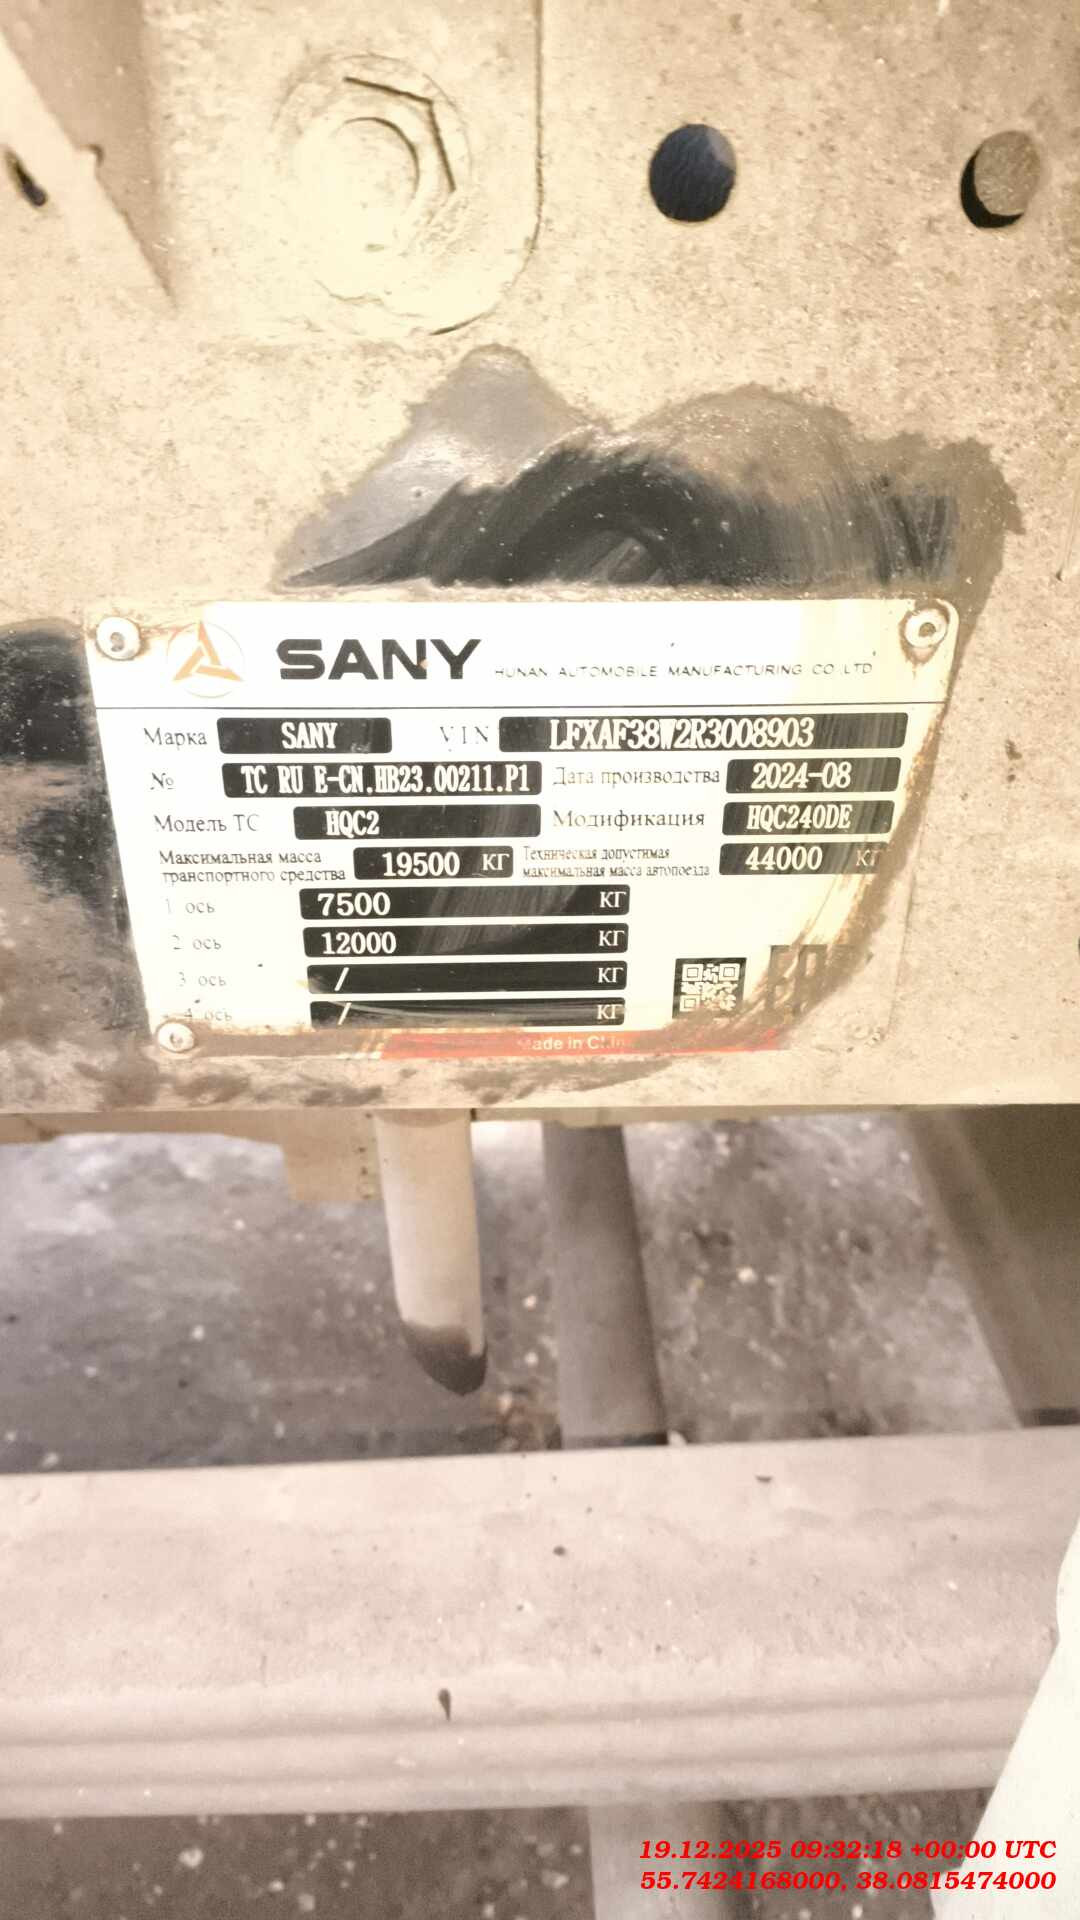 SANY HUNAN AUTOMOBILE MANUFACTURING CO.,LTD
Марка SANY VIN LFXAF38W2R3008903
№ TC RU E-CN.HB23.00211.P1 Дата производства 2024-08
Модель ТС HQC2 Модификация HQC240DE
Максимальная масса транспортного средства 19500 КГ Техническая допустимая максимальная масса автопоезда 44000 КГ
1 ось 7500 КГ
2 ось 12000 КГ
3 ось / КГ
4 ось / КГ
Made in China
19.12.2025 09:32:18 +00:00 UTC
55.7424168000, 38.0815474000